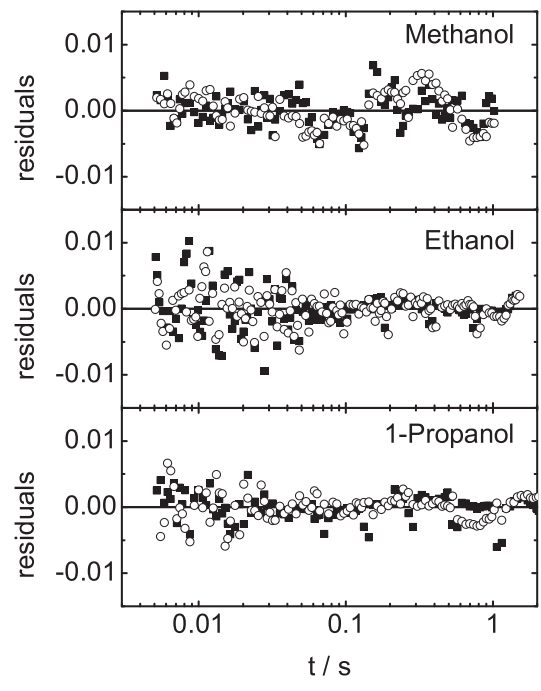 Methanol
0.01
0.00
-0.01
residuals
Ethanol
0.01
0.00
-0.01
residuals
1-Propanol
0.01
0.00
-0.01
residuals
0.01 0.1 1
t / s